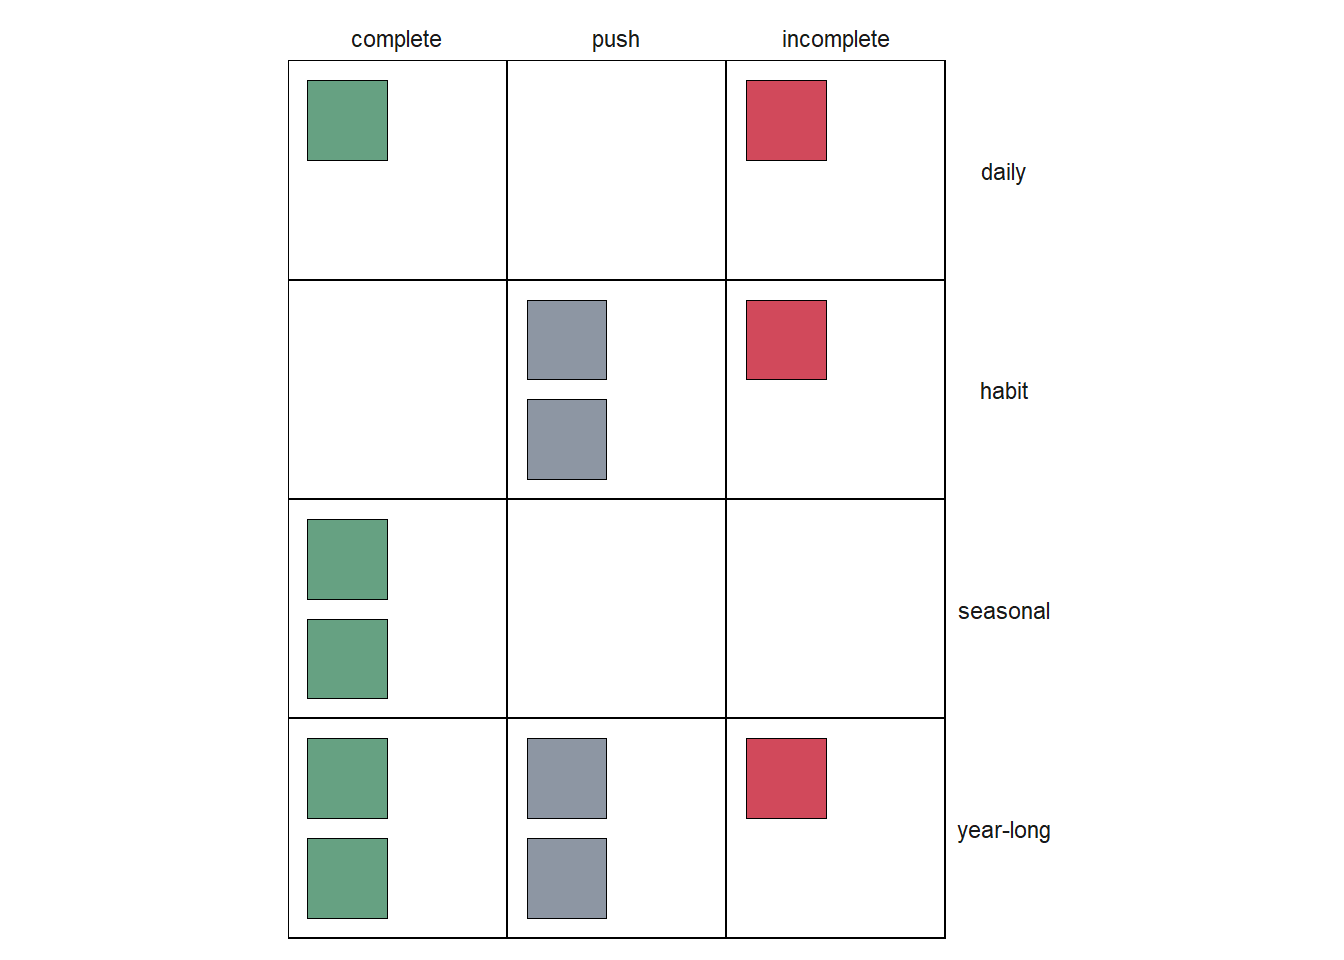 complete push incomplete
daily
habit
seasonal
year-long